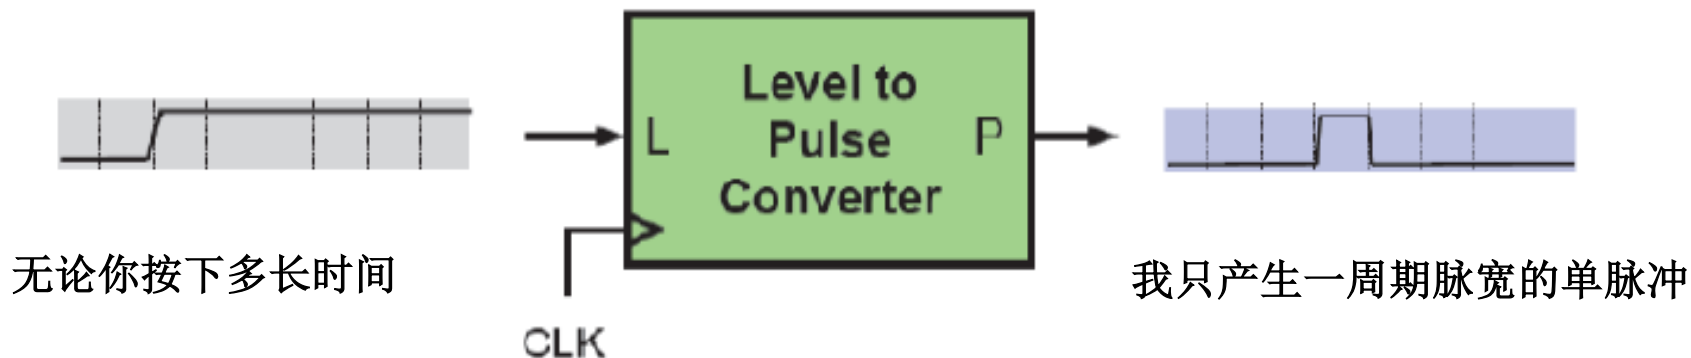 Level to
Pulse
Converter
L
P
CLK
无论你按下多长时间
我只产生一周期脉宽的单脉冲